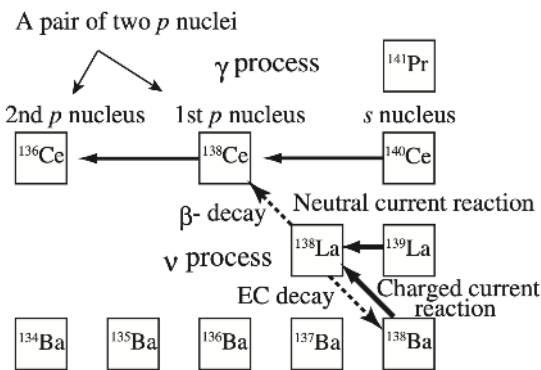 A pair of two p nuclei
γ process
¹⁴¹Pr
2nd p nucleus 1st p nucleus s nucleus
¹³⁶Ce ¹³⁸Ce ¹⁴⁰Ce
Neutral current reaction
β- decay
¹³⁸La ¹³⁹La
ν process
EC decay
Charged current
reaction
¹³⁴Ba ¹³⁵Ba ¹³⁶Ba ¹³⁷Ba ¹³⁸Ba